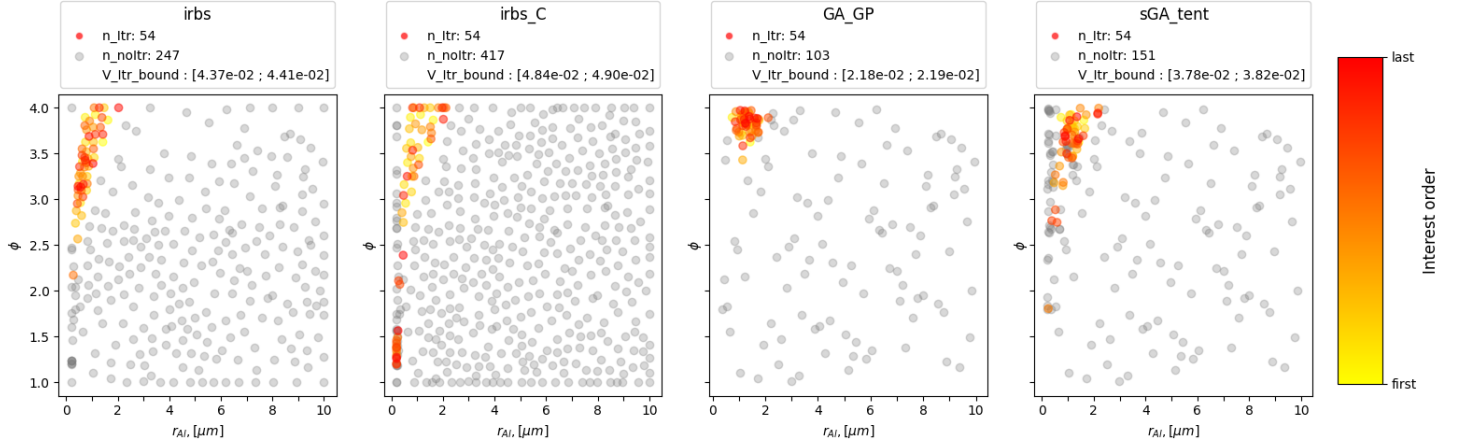 irbs
n_Itr: 54
n_noItr: 247
V_Itr_bound : [4.37e-02 ; 4.41e-02]
irbs_C
n_Itr: 54
n_noItr: 417
V_Itr_bound : [4.84e-02 ; 4.90e-02]
GA_GP
n_Itr: 54
n_noItr: 103
V_Itr_bound : [2.18e-02 ; 2.19e-02]
sGA_tent
n_Itr: 54
n_noItr: 151
V_Itr_bound : [3.78e-02 ; 3.82e-02]
4.0
3.5
3.0
2.5
2.0
1.5
1.0
ϕ
0 2 4 6 8 10
r_Al, [μm]
ϕ
0 2 4 6 8 10
r_Al, [μm]
ϕ
0 2 4 6 8 10
r_Al, [μm]
ϕ
0 2 4 6 8 10
r_Al, [μm]
last
Interest order
first